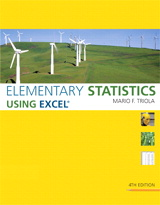 ELEMENTARY STATISTICS
USING EXCEL®
MARIO F. TRIOLA
4TH EDITION